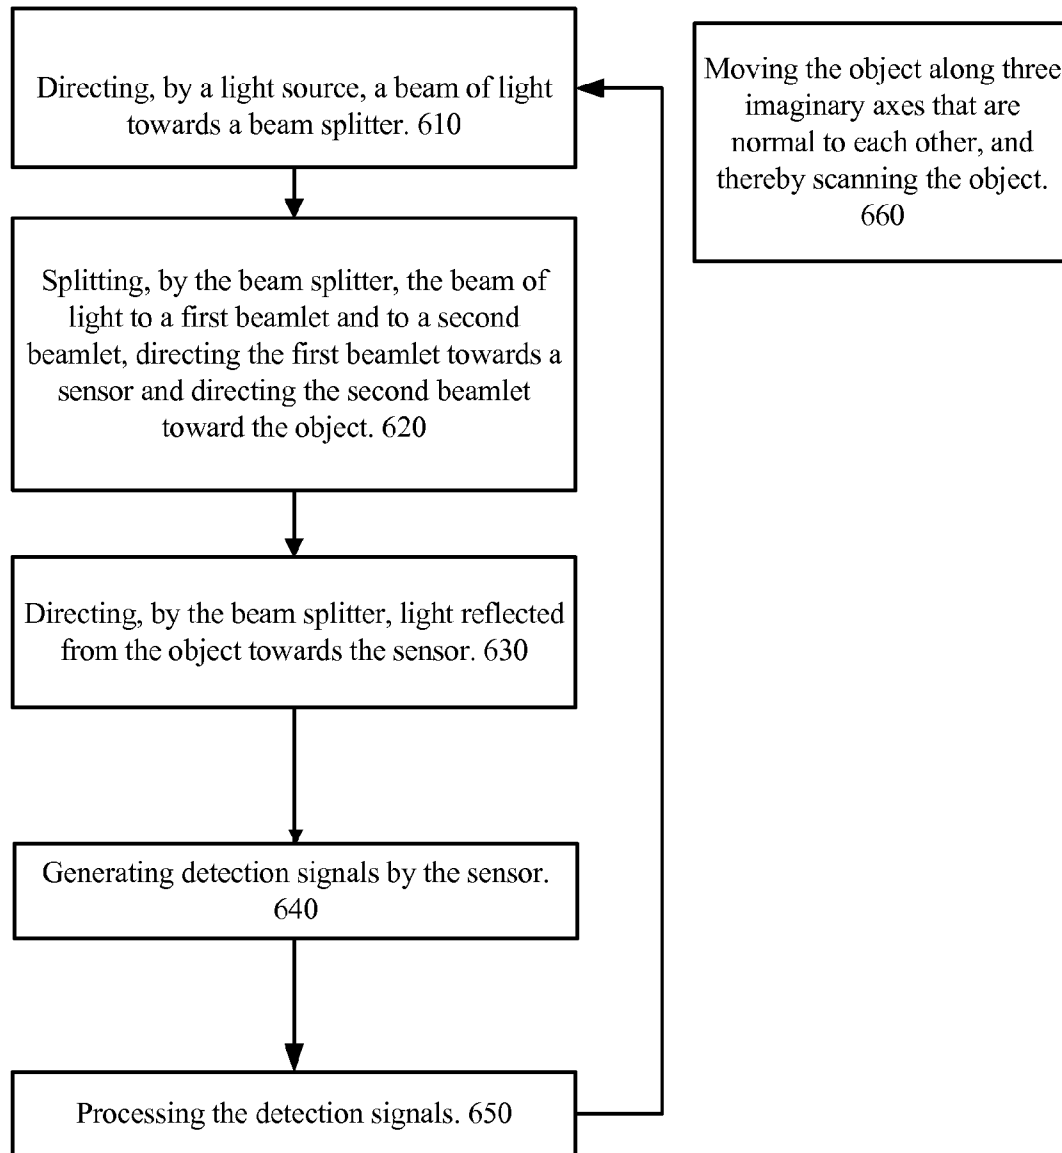 Directing, by a light source, a beam of light
towards a beam splitter. 610
Splitting, by the beam splitter, the beam of
light to a first beamlet and to a second
beamlet, directing the first beamlet towards a
sensor and directing the second beamlet
toward the object. 620
Directing, by the beam splitter, light reflected
from the object towards the sensor. 630
Generating detection signals by the sensor.
640
Processing the detection signals. 650
Moving the object along three
imaginary axes that are
normal to each other, and
thereby scanning the object.
660